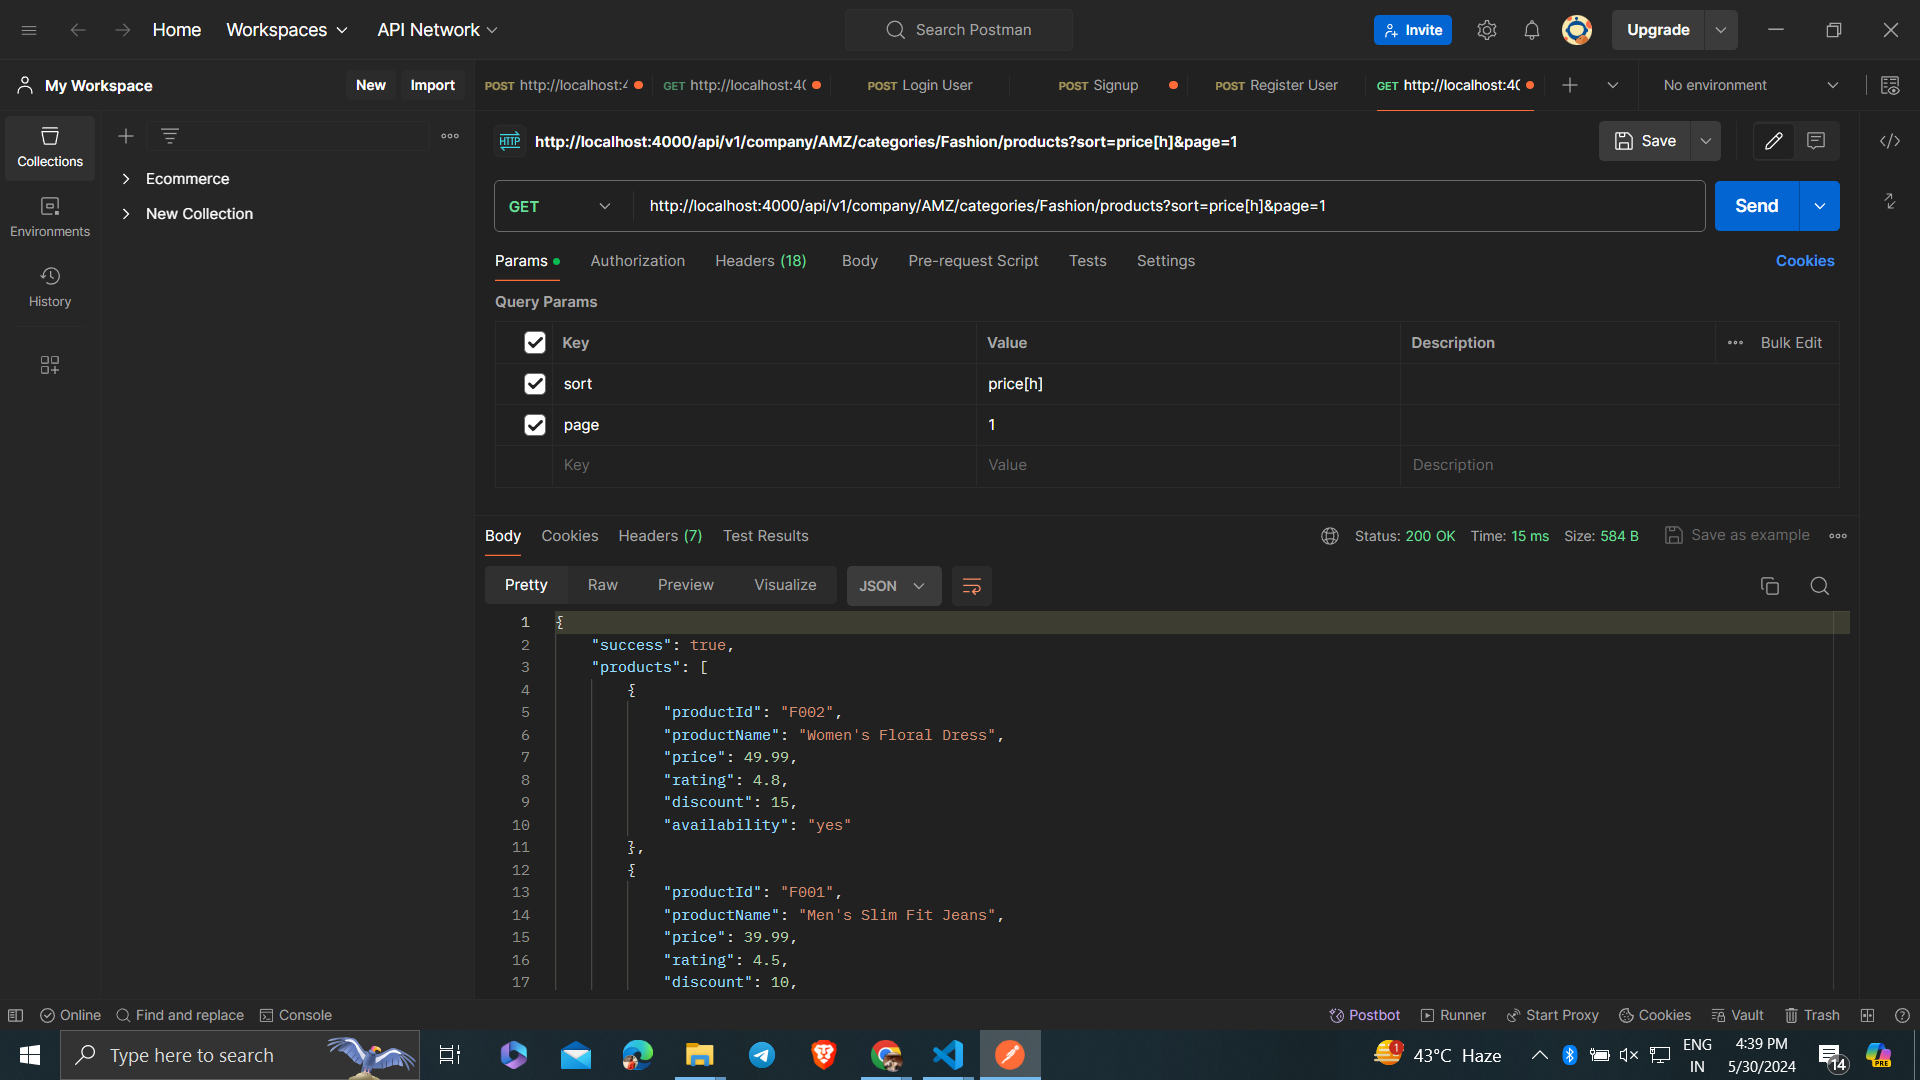 Home Workspaces API Network Search Postman Invite Upgrade
My Workspace New Import POST http://localhost:4 GET http://localhost:40 POST Login User POST Signup POST Register User GET http://localhost:40 No environment
Collections
Environments
History
Ecommerce
New Collection
HTTP http://localhost:4000/api/v1/company/AMZ/categories/Fashion/products?sort=price[h]&page=1 Save
GET http://localhost:4000/api/v1/company/AMZ/categories/Fashion/products?sort=price[h]&page=1 Send
Params Authorization Headers (18) Body Pre-request Script Tests Settings Cookies
Query Params
Key Value Description Bulk Edit
sort price[h]
page 1
Key Value Description
Body Cookies Headers (7) Test Results Status: 200 OK Time: 15 ms Size: 584 B Save as example
Pretty Raw Preview Visualize JSON
1 {
2 "success": true,
3 "products": [
4 {
5 "productId": "F002",
6 "productName": "Women's Floral Dress",
7 "price": 49.99,
8 "rating": 4.8,
9 "discount": 15,
10 "availability": "yes"
11 },
12 {
13 "productId": "F001",
14 "productName": "Men's Slim Fit Jeans",
15 "price": 39.99,
16 "rating": 4.5,
17 "discount": 10,
Online Find and replace Console Postbot Runner Start Proxy Cookies Vault Trash
Type here to search 1 43°C Haze ENG IN 4:39 PM 5/30/2024 14 PRE